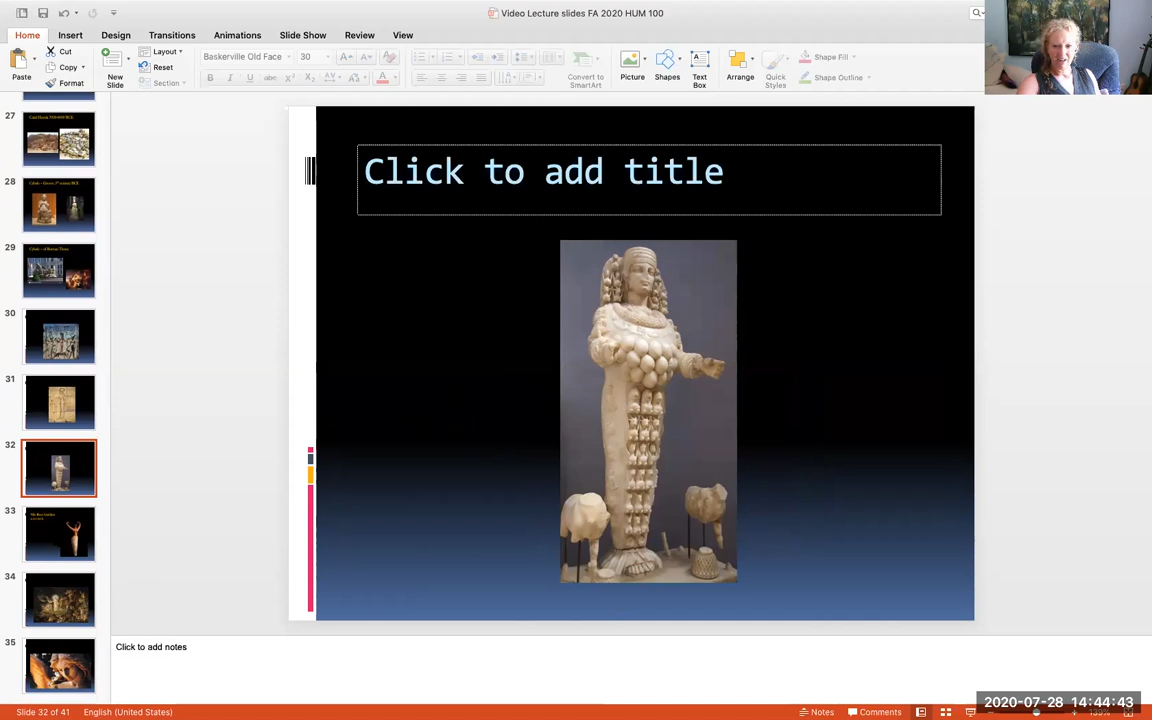 Video Lecture slides FA 2020 HUM 100
Home Insert Design Transitions Animations Slide Show Review View
Paste
Cut
Copy
Format
New Slide
Layout
Reset
Section
Baskerville Old Face 30
Convert to SmartArt
Picture
Shapes
Text Box
Arrange
Quick Styles
Shape Fill
Shape Outline
27
28
29
30
31
32
33
34
35
Click to add title
Click to add notes
2020-07-28 14:44:43
Slide 32 of 41 English (United States) Notes Comments